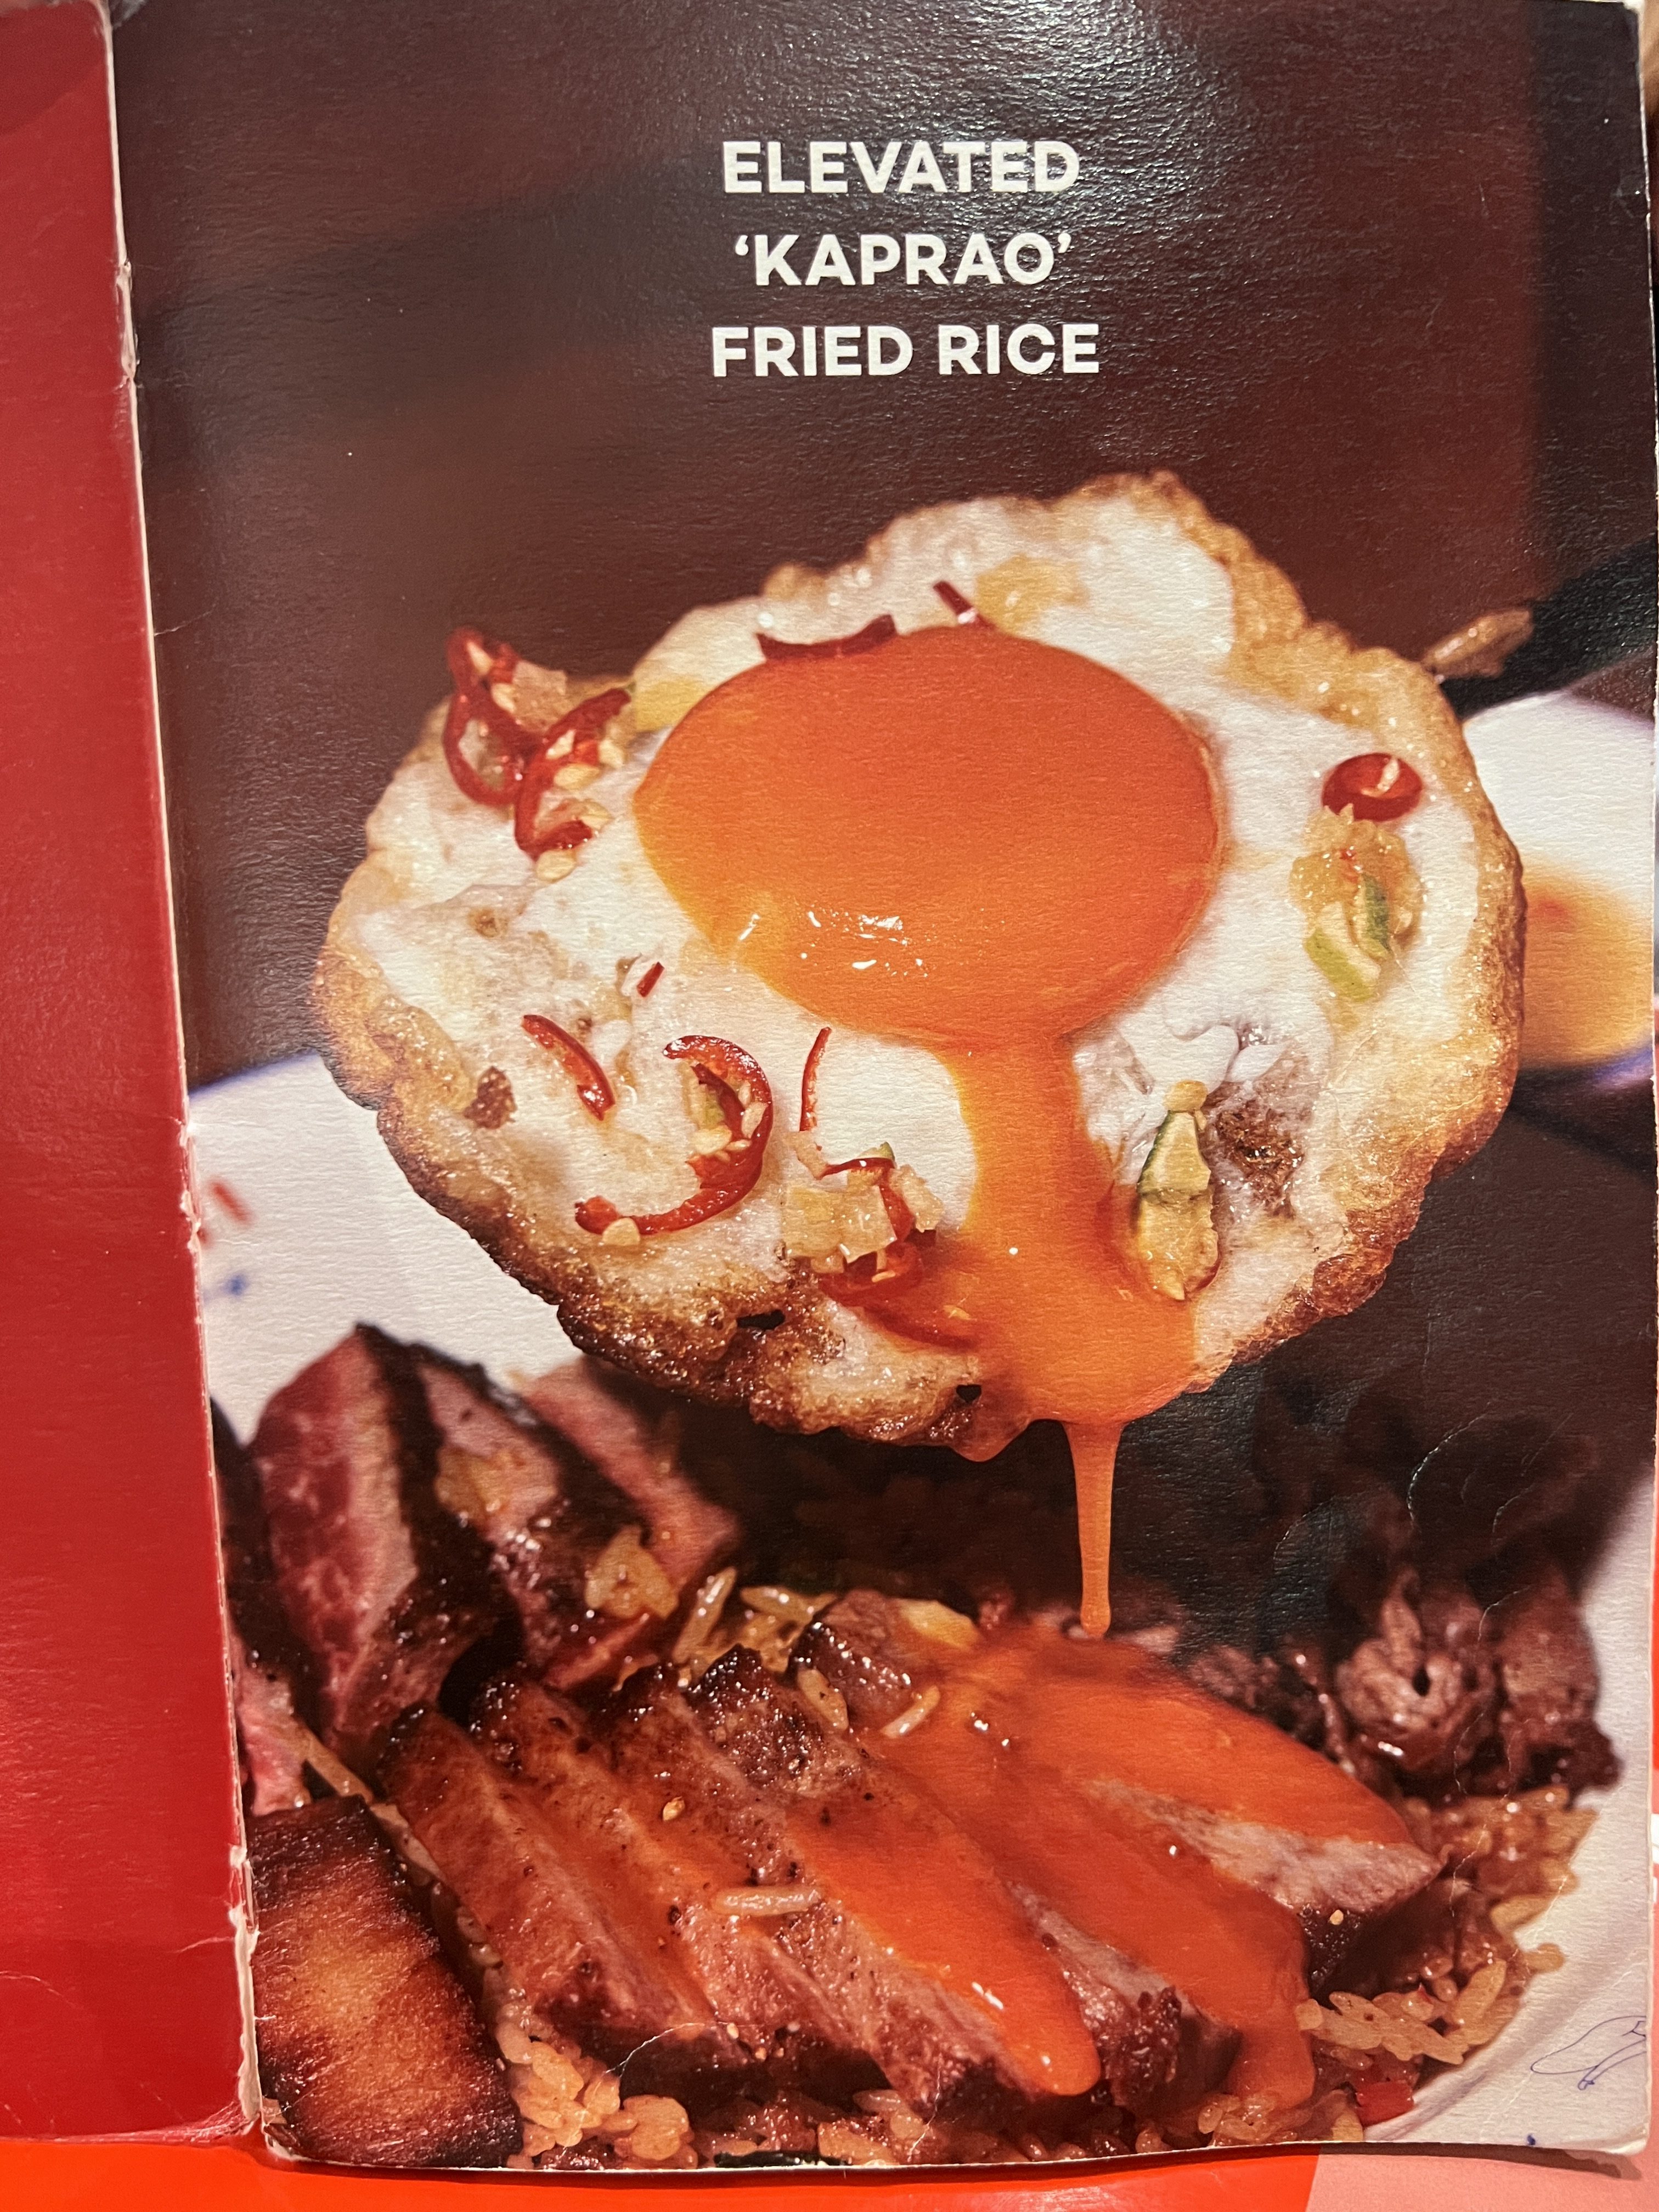 ELEVATED
‘KAPRAO’
FRIED RICE